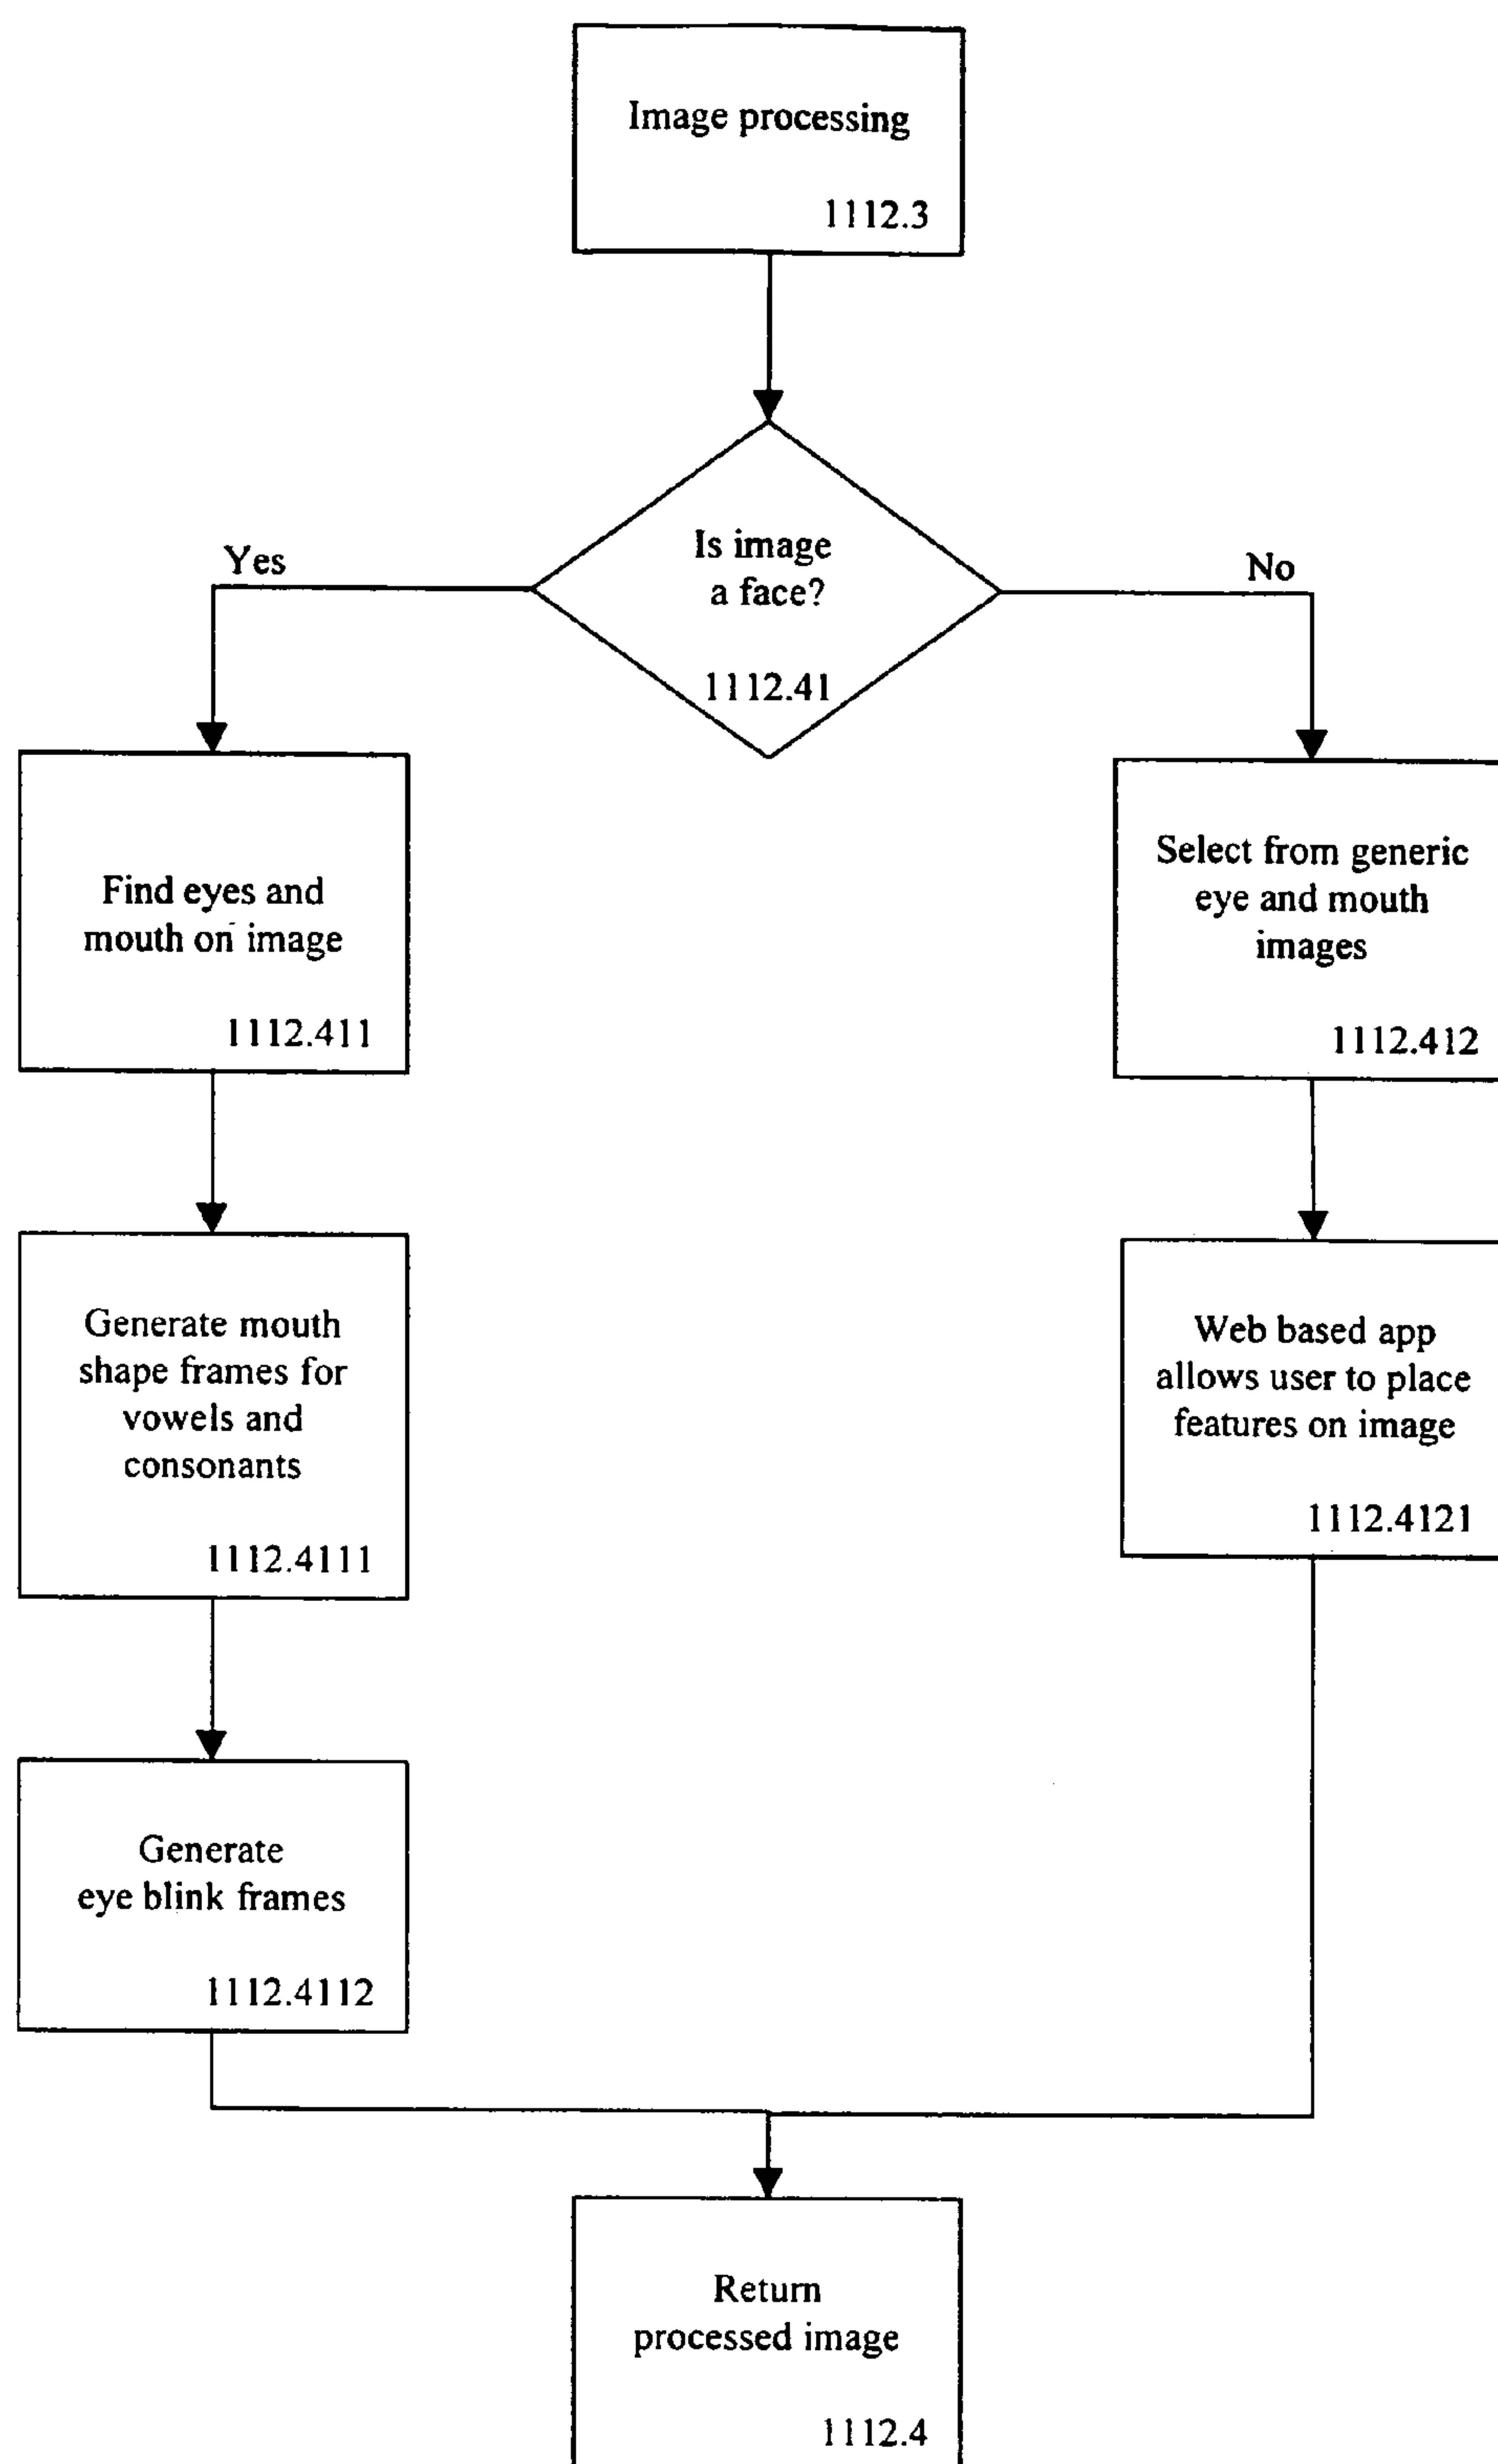 Image processing
1112.3
Is image
a face?
1112.41
Yes
No
Find eyes and
mouth on image
1112.411
Select from generic
eye and mouth
images
1112.412
Generate mouth
shape frames for
vowels and
consonants
1112.4111
Web based app
allows user to place
features on image
1112.4121
Generate
eye blink frames
1112.4112
Return
processed image
1112.4